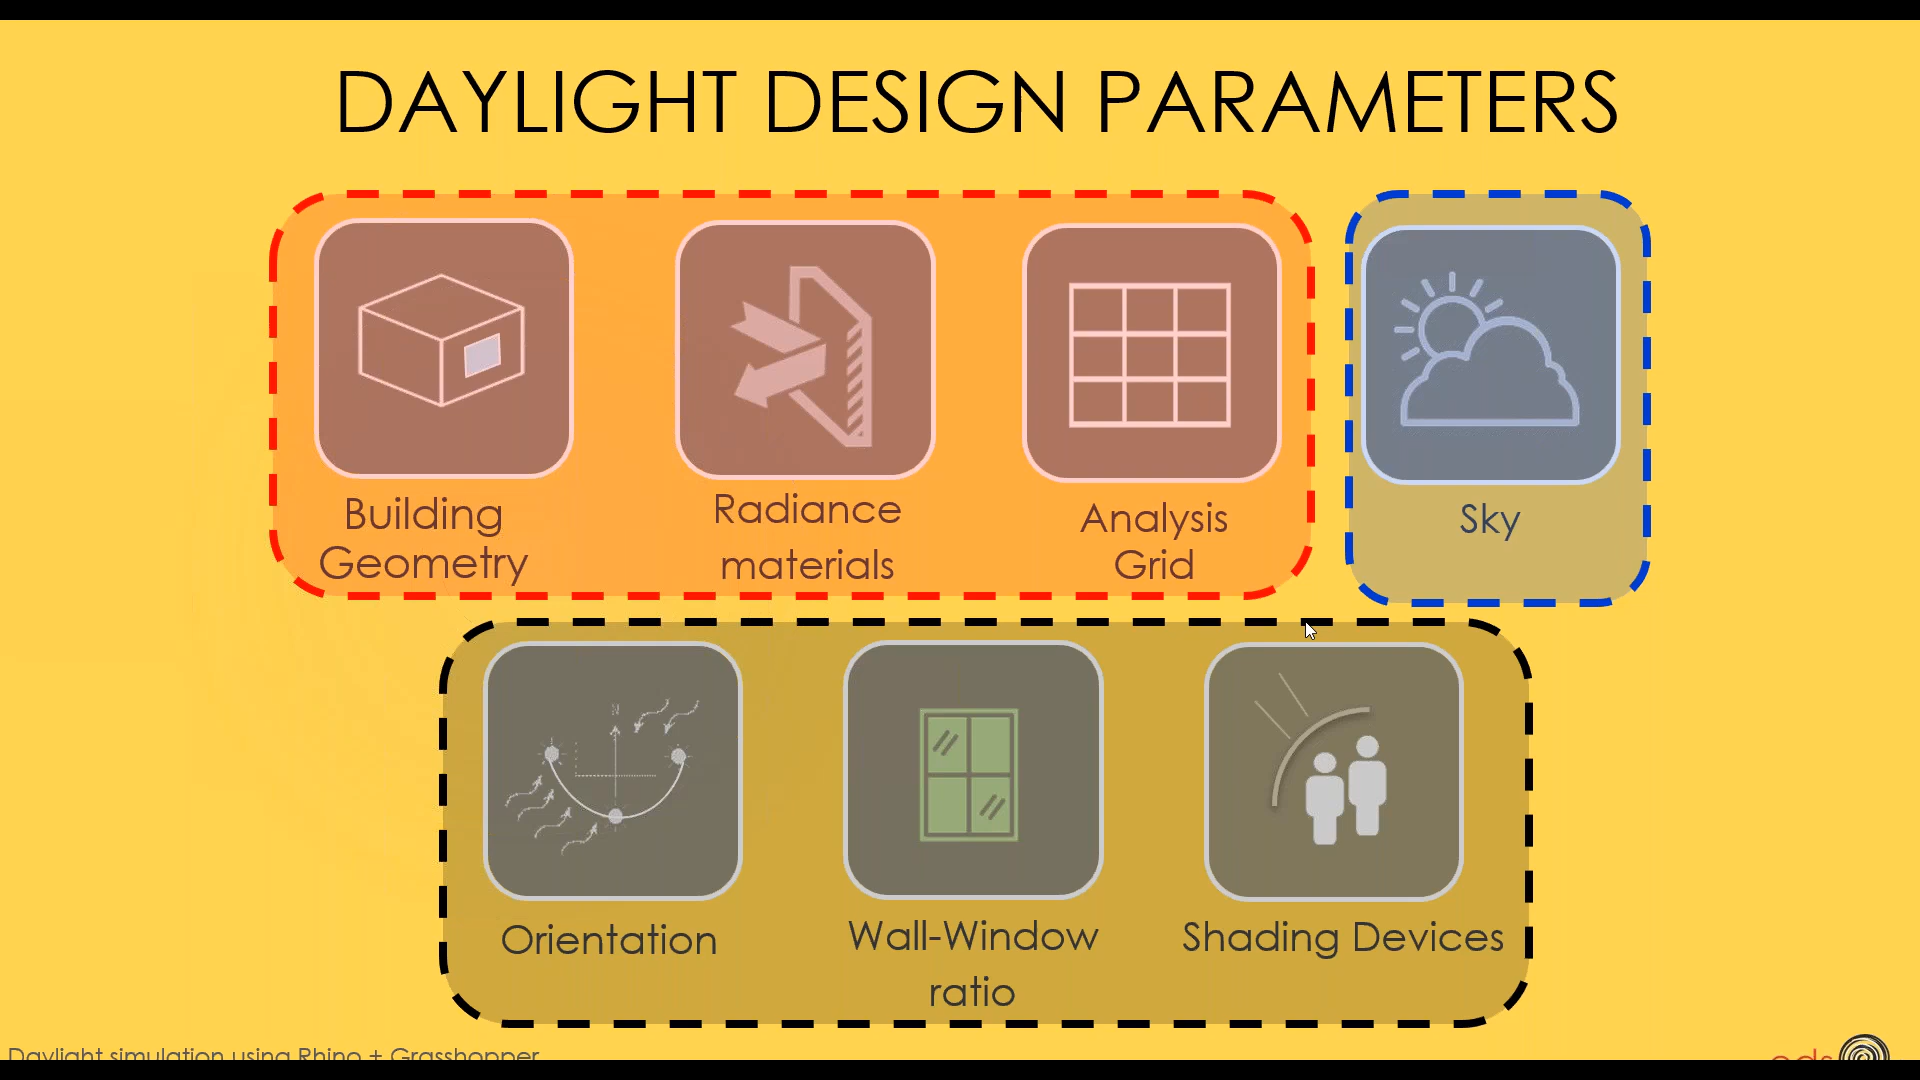 DAYLIGHT DESIGN PARAMETERS
Building
Geometry
Radiance
materials
Analysis
Grid
Sky
N
Orientation
Wall-Window
ratio
Shading Devices
Daylight simulation using Rhino + Grasshopper
eds